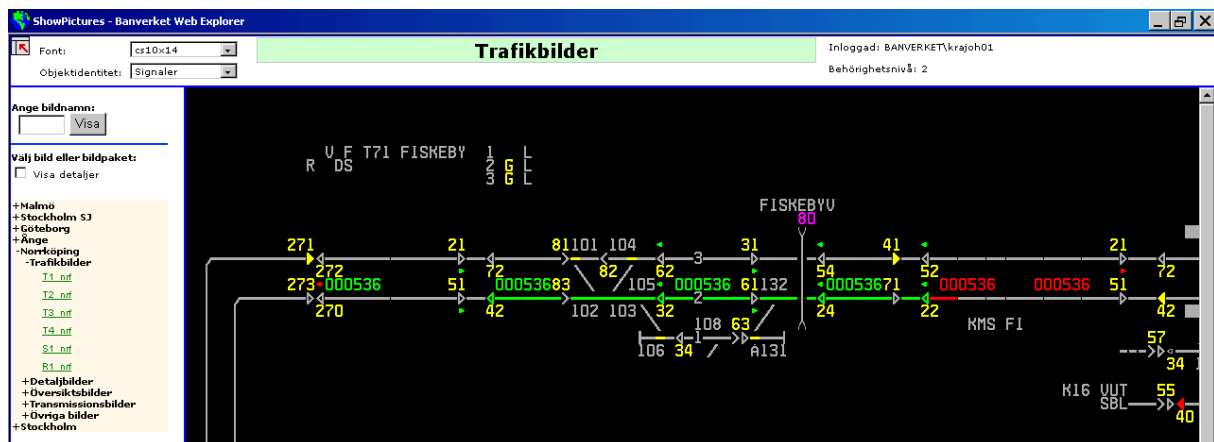 ShowPictures - Banverket Web Explorer
Font: cs10x14
Trafikbilder
Inloggad: BANVERKET\krajoh01
Objektidentitet: Signaler
Behörighetsnivå: 2
Ange bildnamn:
Visa
Välj bild eller bildpaket:
Visa detaljer
+Malmö
+Stockholm SJ
+Göteborg
+Ånge
-Norrköping
-Trafikbilder
T1_nrf
T2_nrf
T3_nrf
T4_nrf
S1_nrf
R1_nrf
+Detaljbilder
+Översiktsbilder
+Transmissionsbilder
+Övriga bilder
+Stockholm
V F T71 FISKEBY 1 L
R DS 2 G L
3 G L
FISKEBYV
80
271 21 81 101 104 31 41 21
3
272 72 82 62 54 52 72
273 000536 51 000536 83 105 000536 61 132 000536 71 000536 000536 51
2
270 42 102 103 32 24 22 42
108 63 KMS FI 57
1
106 34 A131
34
K16 VUT 55
SBL
40